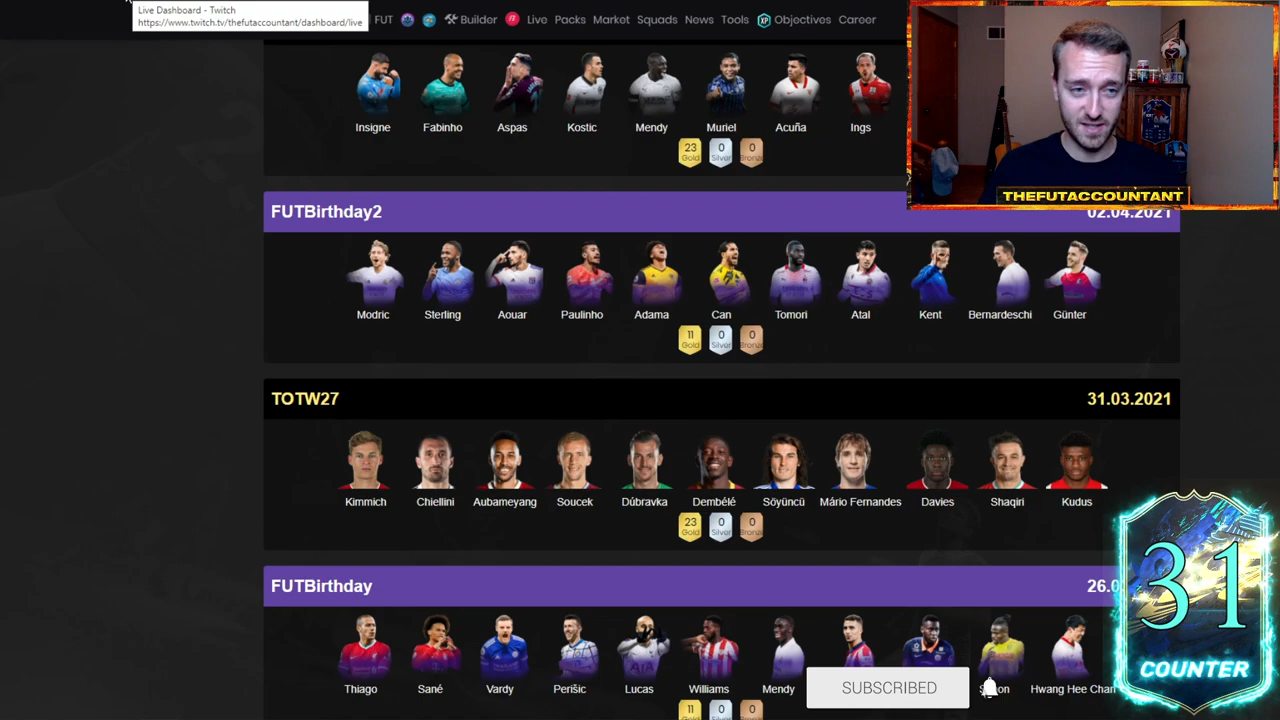 Live Dashboard - Twitch
https://www.twitch.tv/thefutaccountant/dashboard/live
FUT Builder Live Packs Market Squads News Tools XP Objectives Career
Insigne Fabinho Aspas Kostic Mendy Muriel Acuña Ings
23 0 0
Gold Silver Bronze
THEFUTACCOUNTANT
FUTBirthday2 02.04.2021
Modric Sterling Aouar Paulinho Adama Can Tomori Atal Kent Bernardeschi Günter
11 0 0
Gold Silver Bronze
TOTW27 31.03.2021
Kimmich Chiellini Aubameyang Soucek Dúbravka Dembélé Söyüncü Mário Fernandes Davies Shaqiri Kudus
23 0 0
Gold Silver Bronze
FUTBirthday 26.0
31
COUNTER
Thiago Sané Vardy Perišic Lucas Williams Mendy Hwang Hee Chan
SUBSCRIBED
11
Gold